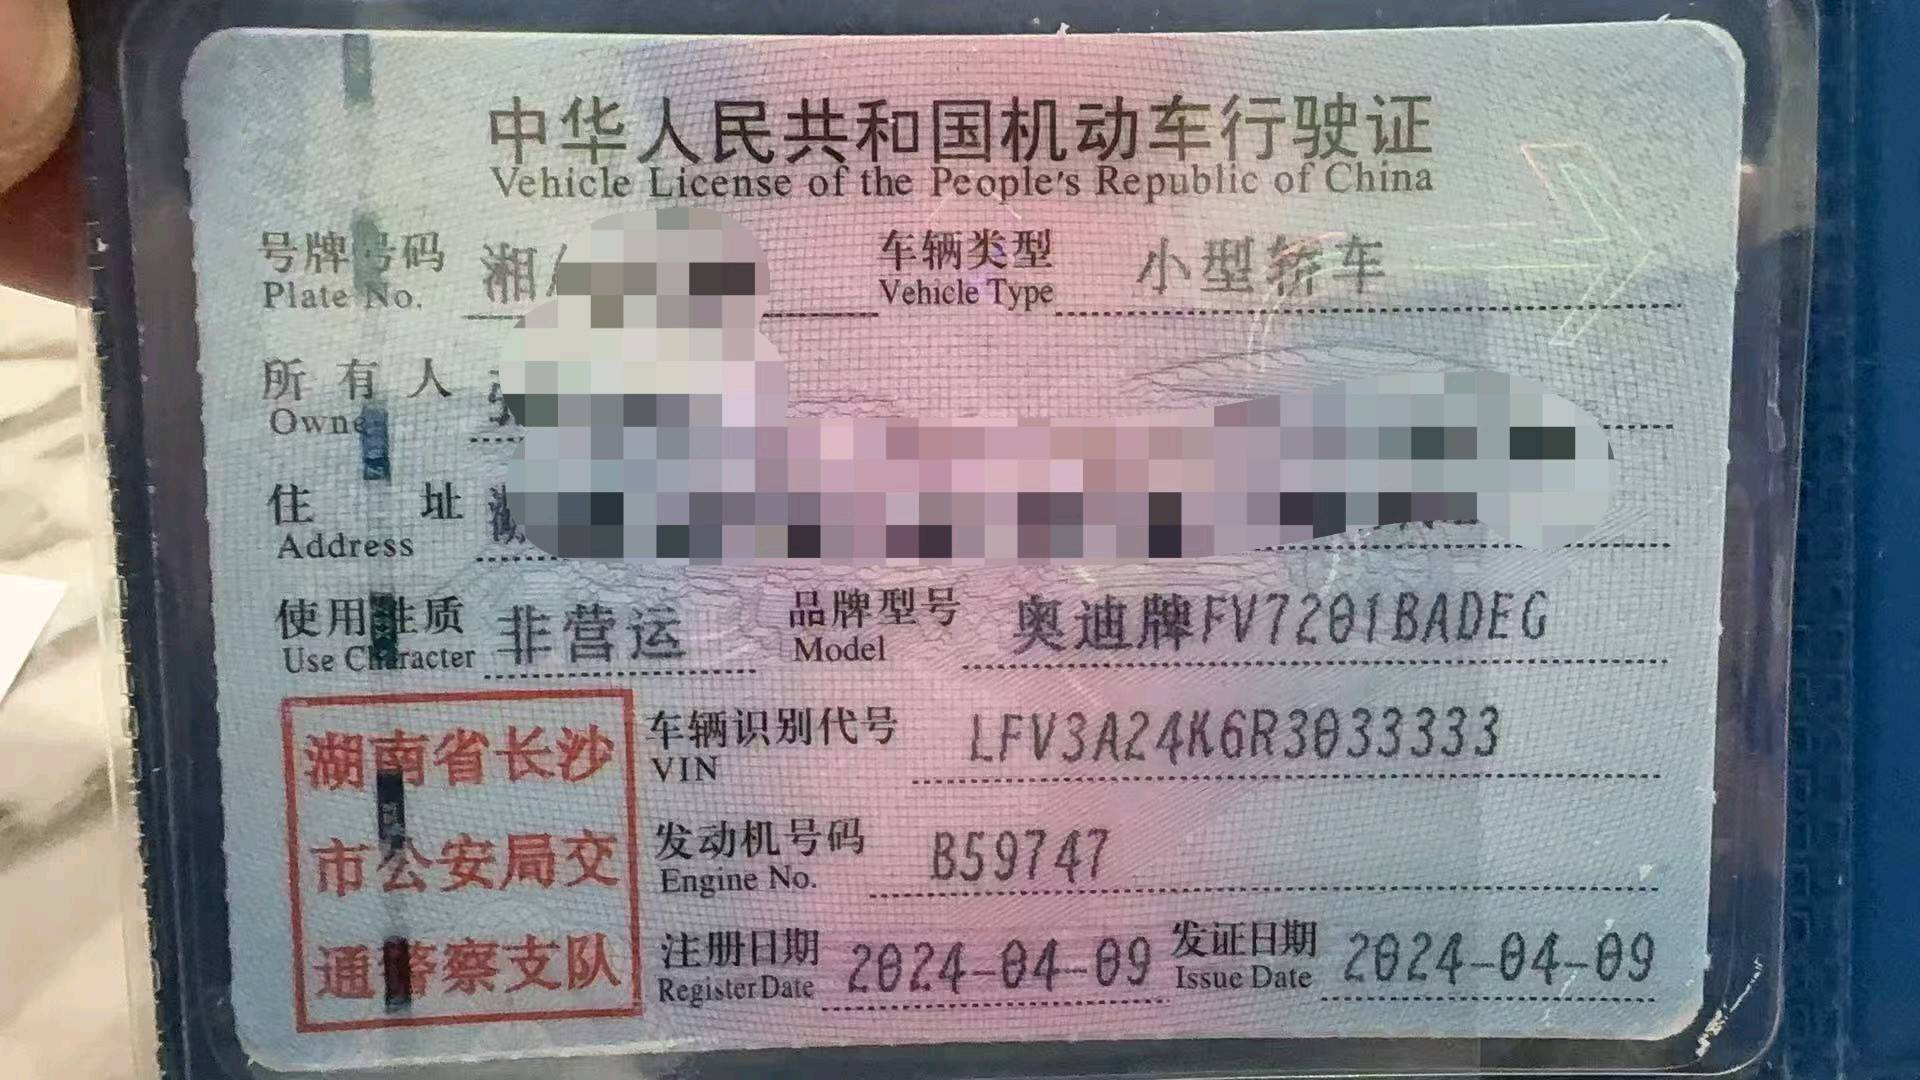 中华人民共和国机动车行驶证
Vehicle License of the People's Republic of China
号牌号码 湘 车辆类型 小型轿车
Plate No. Vehicle Type
所有人
Owner
住址
Address
使用性质 非营运 品牌型号 奥迪牌FV7201BADEG
Use Character Model
湖南省长沙
市公安局交
通警察支队
车辆识别代号 LFV3A24K6R3033333
VIN
发动机号码 B59747
Engine No.
注册日期 2024-04-09 发证日期 2024-04-09
Register Date Issue Date